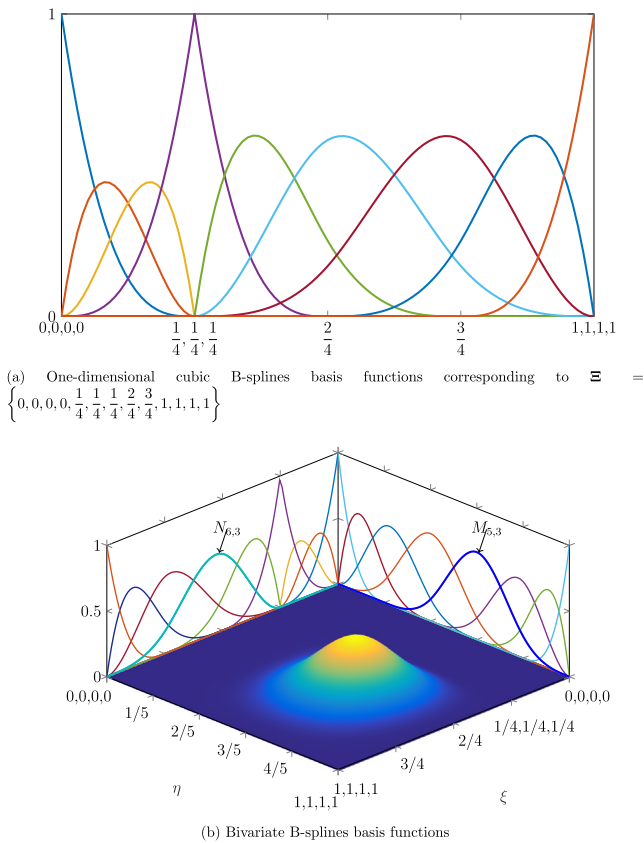 1
0
0,0,0,0
1/4, 1/4, 1/4
2/4
3/4
1,1,1,1
(a) One-dimensional cubic B-splines basis functions corresponding to Ξ =
{0, 0, 0, 0, 1/4, 1/4, 1/4, 2/4, 3/4, 1, 1, 1, 1}
N6,3
M5,3
1
0.5
0
0,0,0,0
0,0,0,0
1/5
1/4,1/4,1/4
2/5
2/4
3/5
3/4
4/5
1,1,1,1
1,1,1,1
η
ξ
(b) Bivariate B-splines basis functions